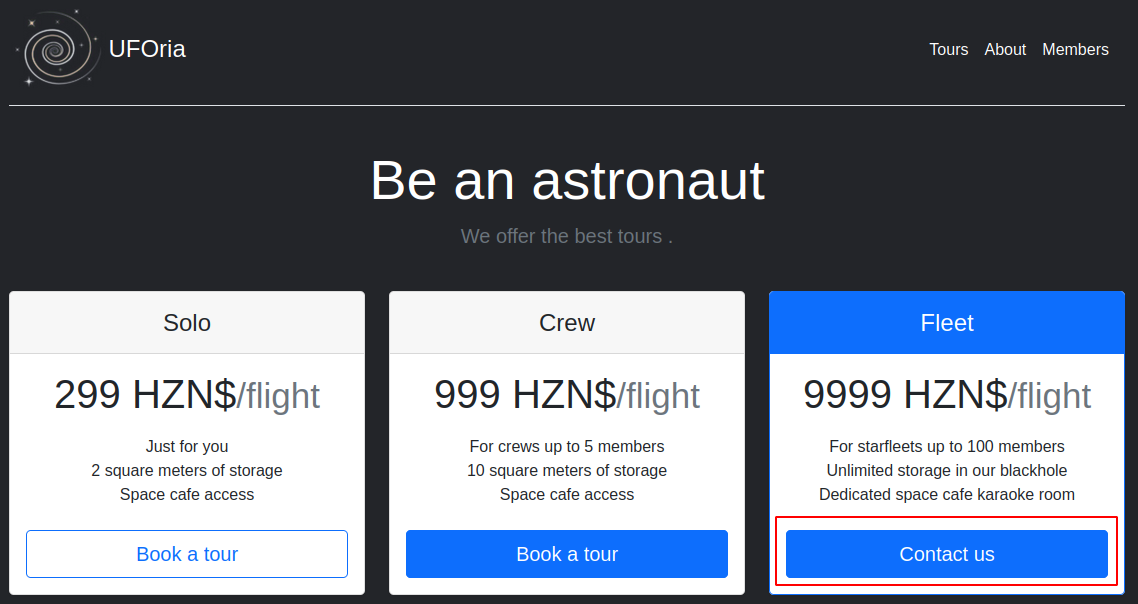 UFOria
Tours About Members
Be an astronaut
We offer the best tours .
Solo
299 HZN$/flight
Just for you
2 square meters of storage
Space cafe access
Book a tour
Crew
999 HZN$/flight
For crews up to 5 members
10 square meters of storage
Space cafe access
Book a tour
Fleet
9999 HZN$/flight
For starfleets up to 100 members
Unlimited storage in our blackhole
Dedicated space cafe karaoke room
Contact us